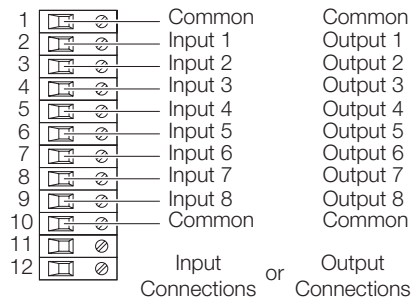 1 Common Common
2 Input 1 Output 1
3 Input 2 Output 2
4 Input 3 Output 3
5 Input 4 Output 4
6 Input 5 Output 5
7 Input 6 Output 6
8 Input 7 Output 7
9 Input 8 Output 8
10 Common Common
11
12
Input Connections or Output Connections